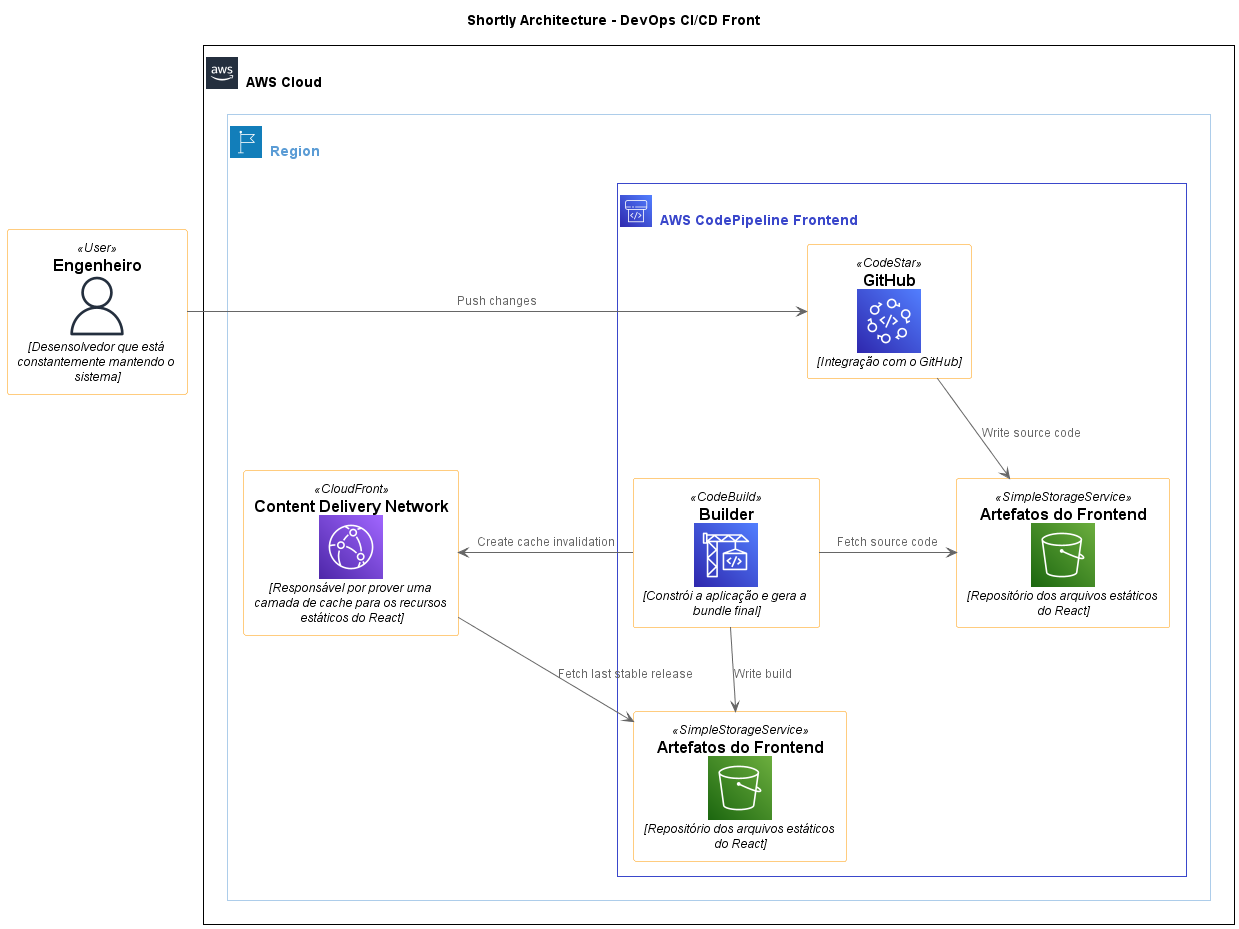 Shortly Architecture - DevOps CI/CD Front
aws
AWS Cloud
Region
AWS CodePipeline Frontend
«User»
Engenheiro
[Desensolvedor que está
constantemente mantendo o
sistema]
Push changes
«CodeStar»
GitHub
[Integração com o GitHub]
Write source code
«CloudFront»
Content Delivery Network
[Responsável por prover uma
camada de cache para os recursos
estáticos do React]
Create cache invalidation
«CodeBuild»
Builder
[Constrói a aplicação e gera a
bundle final]
Fetch source code
«SimpleStorageService»
Artefatos do Frontend
[Repositório dos arquivos estáticos
do React]
Fetch last stable release
Write build
«SimpleStorageService»
Artefatos do Frontend
[Repositório dos arquivos estáticos
do React]